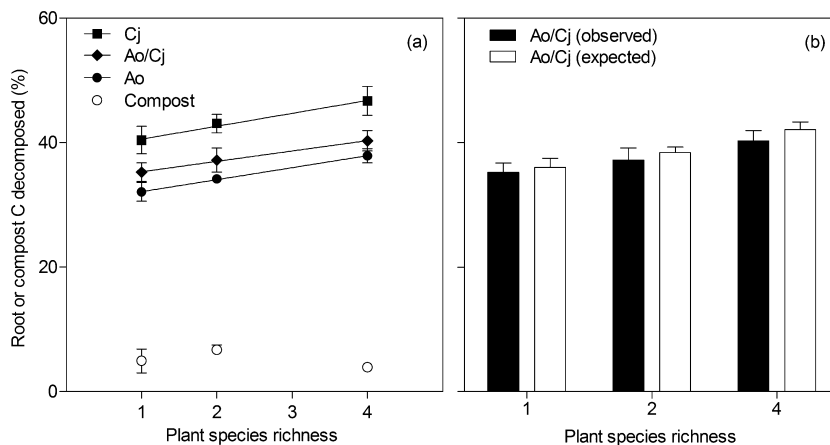 Root or compost C decomposed (%)
60
40
20
0
Cj
Ao/Cj
Ao
Compost
(a)
1
2
3
4
Plant species richness
Ao/Cj (observed)
Ao/Cj (expected)
(b)
1
2
4
Plant species richness